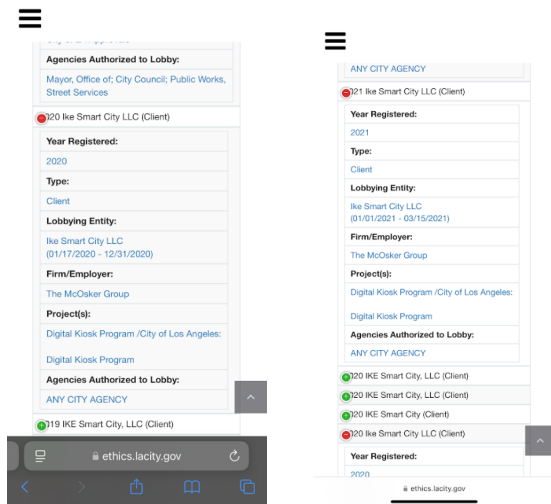 Agencies Authorized to Lobby:
Mayor, Office of; City Council; Public Works,
Street Services
020 Ike Smart City LLC (Client)
Year Registered:
2020
Type:
Client
Lobbying Entity:
Ike Smart City LLC
(01/17/2020 - 12/31/2020)
Firm/Employer:
The McOsker Group
Project(s):
Digital Kiosk Program /City of Los Angeles:
Digital Kiosk Program
Agencies Authorized to Lobby:
ANY CITY AGENCY
019 IKE Smart City, LLC (Client)
ethics.lacity.gov
ANY CITY AGENCY
021 Ike Smart City LLC (Client)
Year Registered:
2021
Type:
Client
Lobbying Entity:
Ike Smart City LLC
(01/01/2021 - 03/15/2021)
Firm/Employer:
The McOsker Group
Project(s):
Digital Kiosk Program /City of Los Angeles:
Digital Kiosk Program
Agencies Authorized to Lobby:
ANY CITY AGENCY
020 IKE Smart City, LLC (Client)
020 IKE Smart City, LLC (Client)
020 IKE Smart City (Client)
020 Ike Smart City LLC (Client)
Year Registered:
2020
ethics.lacity.gov